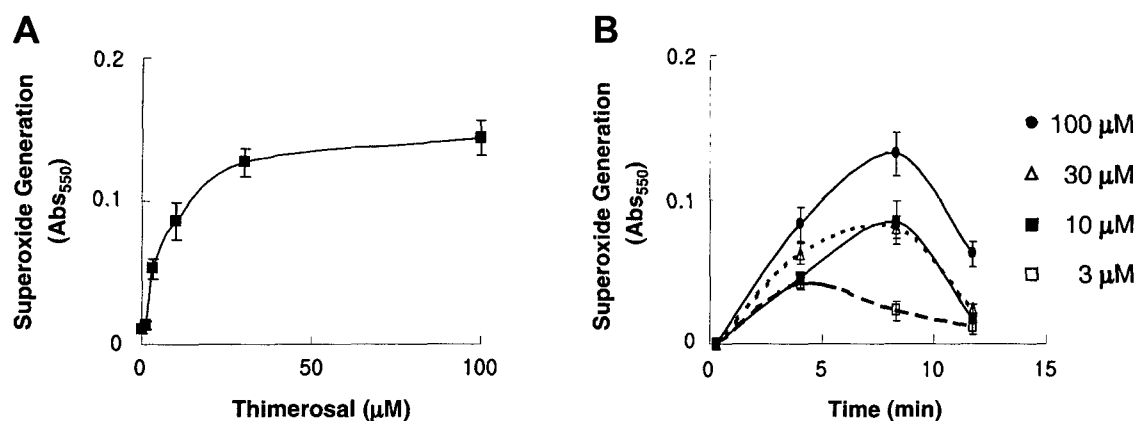 A
Superoxide Generation
(Abs₅₅₀)
0.2
0.1
0
0
50
100
Thimerosal (μM)
B
Superoxide Generation
(Abs₅₅₀)
0.2
0.1
0
0
5
10
15
Time (min)
100 μM
30 μM
10 μM
3 μM